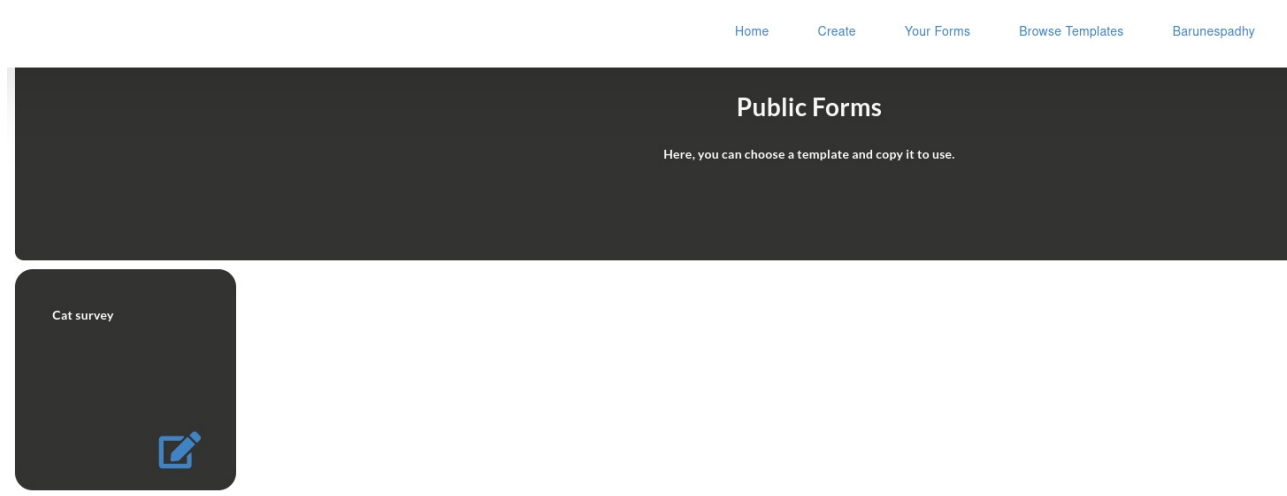 Home Create Your Forms Browse Templates Barunespadhy
Public Forms
Here, you can choose a template and copy it to use.
Cat survey